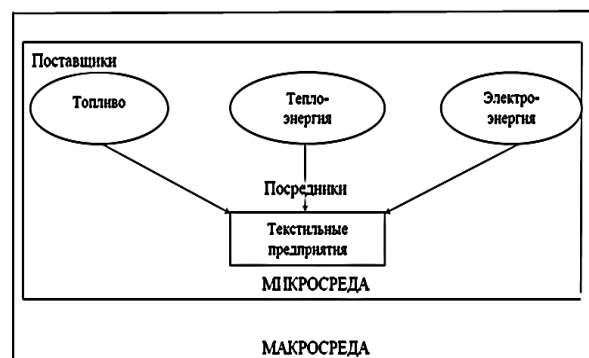 Поставщики
Топливо
Тепло-
энергия
Электро-
энергия
Посредники
Текстильные
предприятия
МИКРОСРЕДА
МАКРОСРЕДА